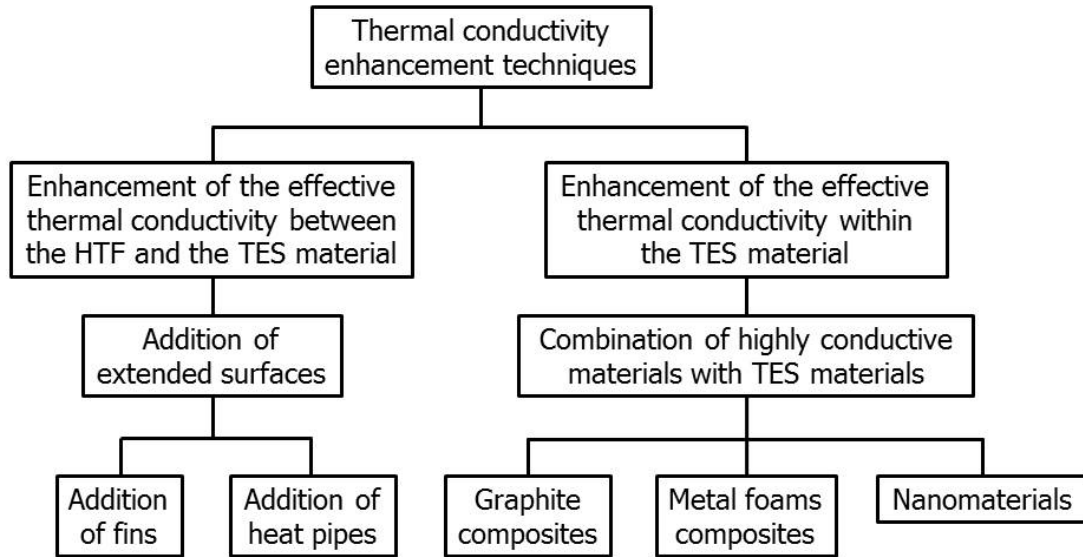 Thermal conductivity
enhancement techniques
Enhancement of the effective
thermal conductivity between
the HTF and the TES material
Enhancement of the effective
thermal conductivity within
the TES material
Addition of
extended surfaces
Combination of highly conductive
materials with TES materials
Addition
of fins
Addition of
heat pipes
Graphite
composites
Metal foams
composites
Nanomaterials